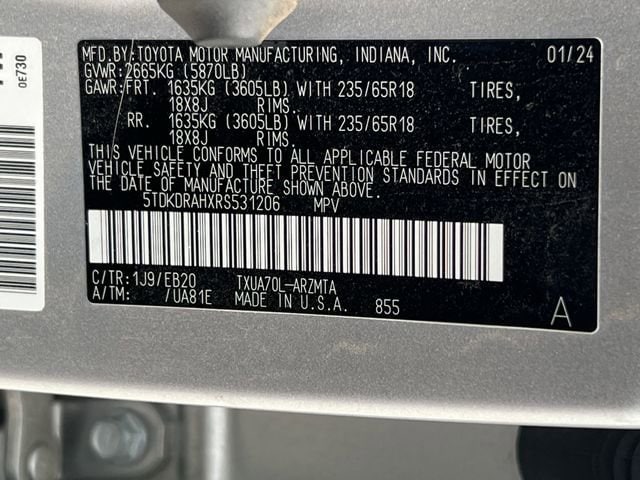 MFD.BY:TOYOTA MOTOR MANUFACTURING, INDIANA, INC. 01/24
GVWR:2665KG (5870LB)
GAWR:FRT. 1635KG (3605LB) WITH 235/65R18 TIRES,
18X8J RIMS.
RR. 1635KG (3605LB) WITH 235/65R18 TIRES,
18X8J RIMS.
THIS VEHICLE CONFORMS TO ALL APPLICABLE FEDERAL MOTOR
VEHICLE SAFETY AND THEFT PREVENTION STANDARDS IN EFFECT ON
THE DATE OF MANUFACTURE SHOWN ABOVE.
5TDKDRAHXRS531206 MPV
C/TR:1J9/EB20 TXUA70L-ARZMTA
A/TM: /UA81E MADE IN U.S.A. 855 A
0E730